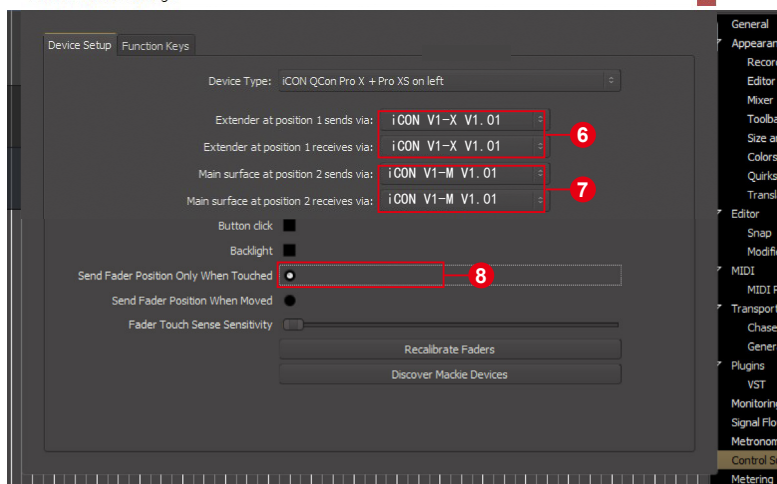 Device Setup Function Keys
Device Type: iCON QCon Pro X + Pro XS on left
Extender at position 1 sends via: iCON V1-X V1.01
6
Extender at position 1 receives via: iCON V1-X V1.01
Main surface at position 2 sends via: iCON V1-M V1.01
7
Main surface at position 2 receives via: iCON V1-M V1.01
Button click
Backlight
Send Fader Position Only When Touched 8
Send Fader Position When Moved
Fader Touch Sense Sensitivity
Recalibrate Faders
Discover Mackie Devices
General
Appearan
Recor
Editor
Mixer
Toolba
Size a
Colors
Quirks
Transl
Editor
Snap
Modifi
MIDI
MIDI P
Transport
Chase
Gener
Plugins
VST
Monitoring
Signal Flo
Metronom
Control S
Metering